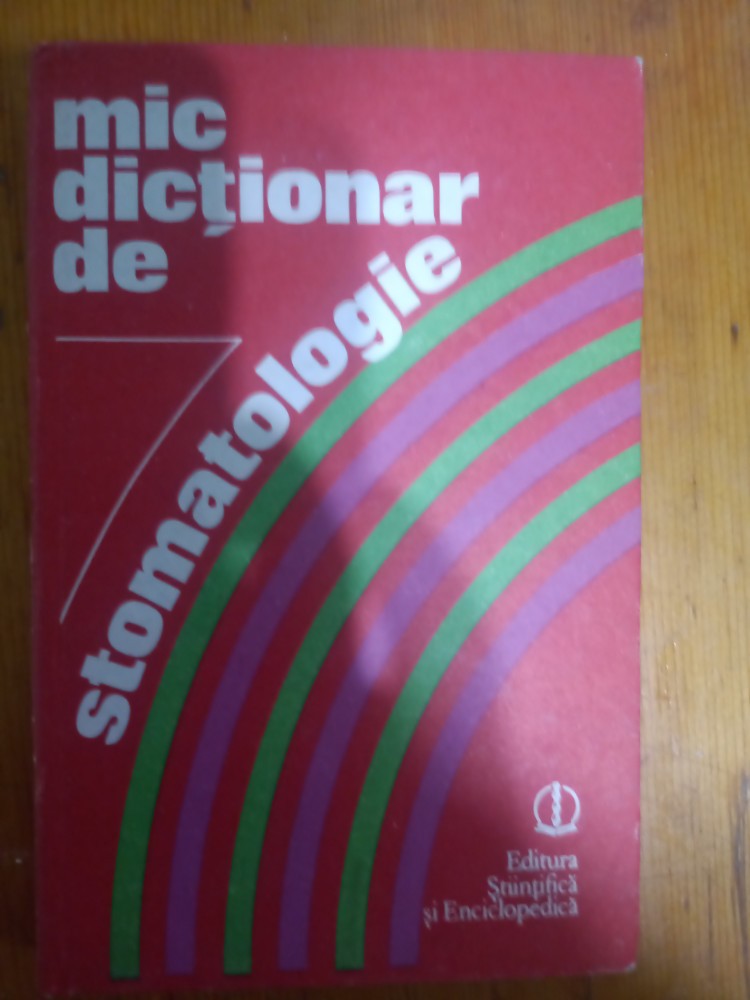 mic
dicționar
de
stomatologie
Editura
Științifică
și Enciclopedică